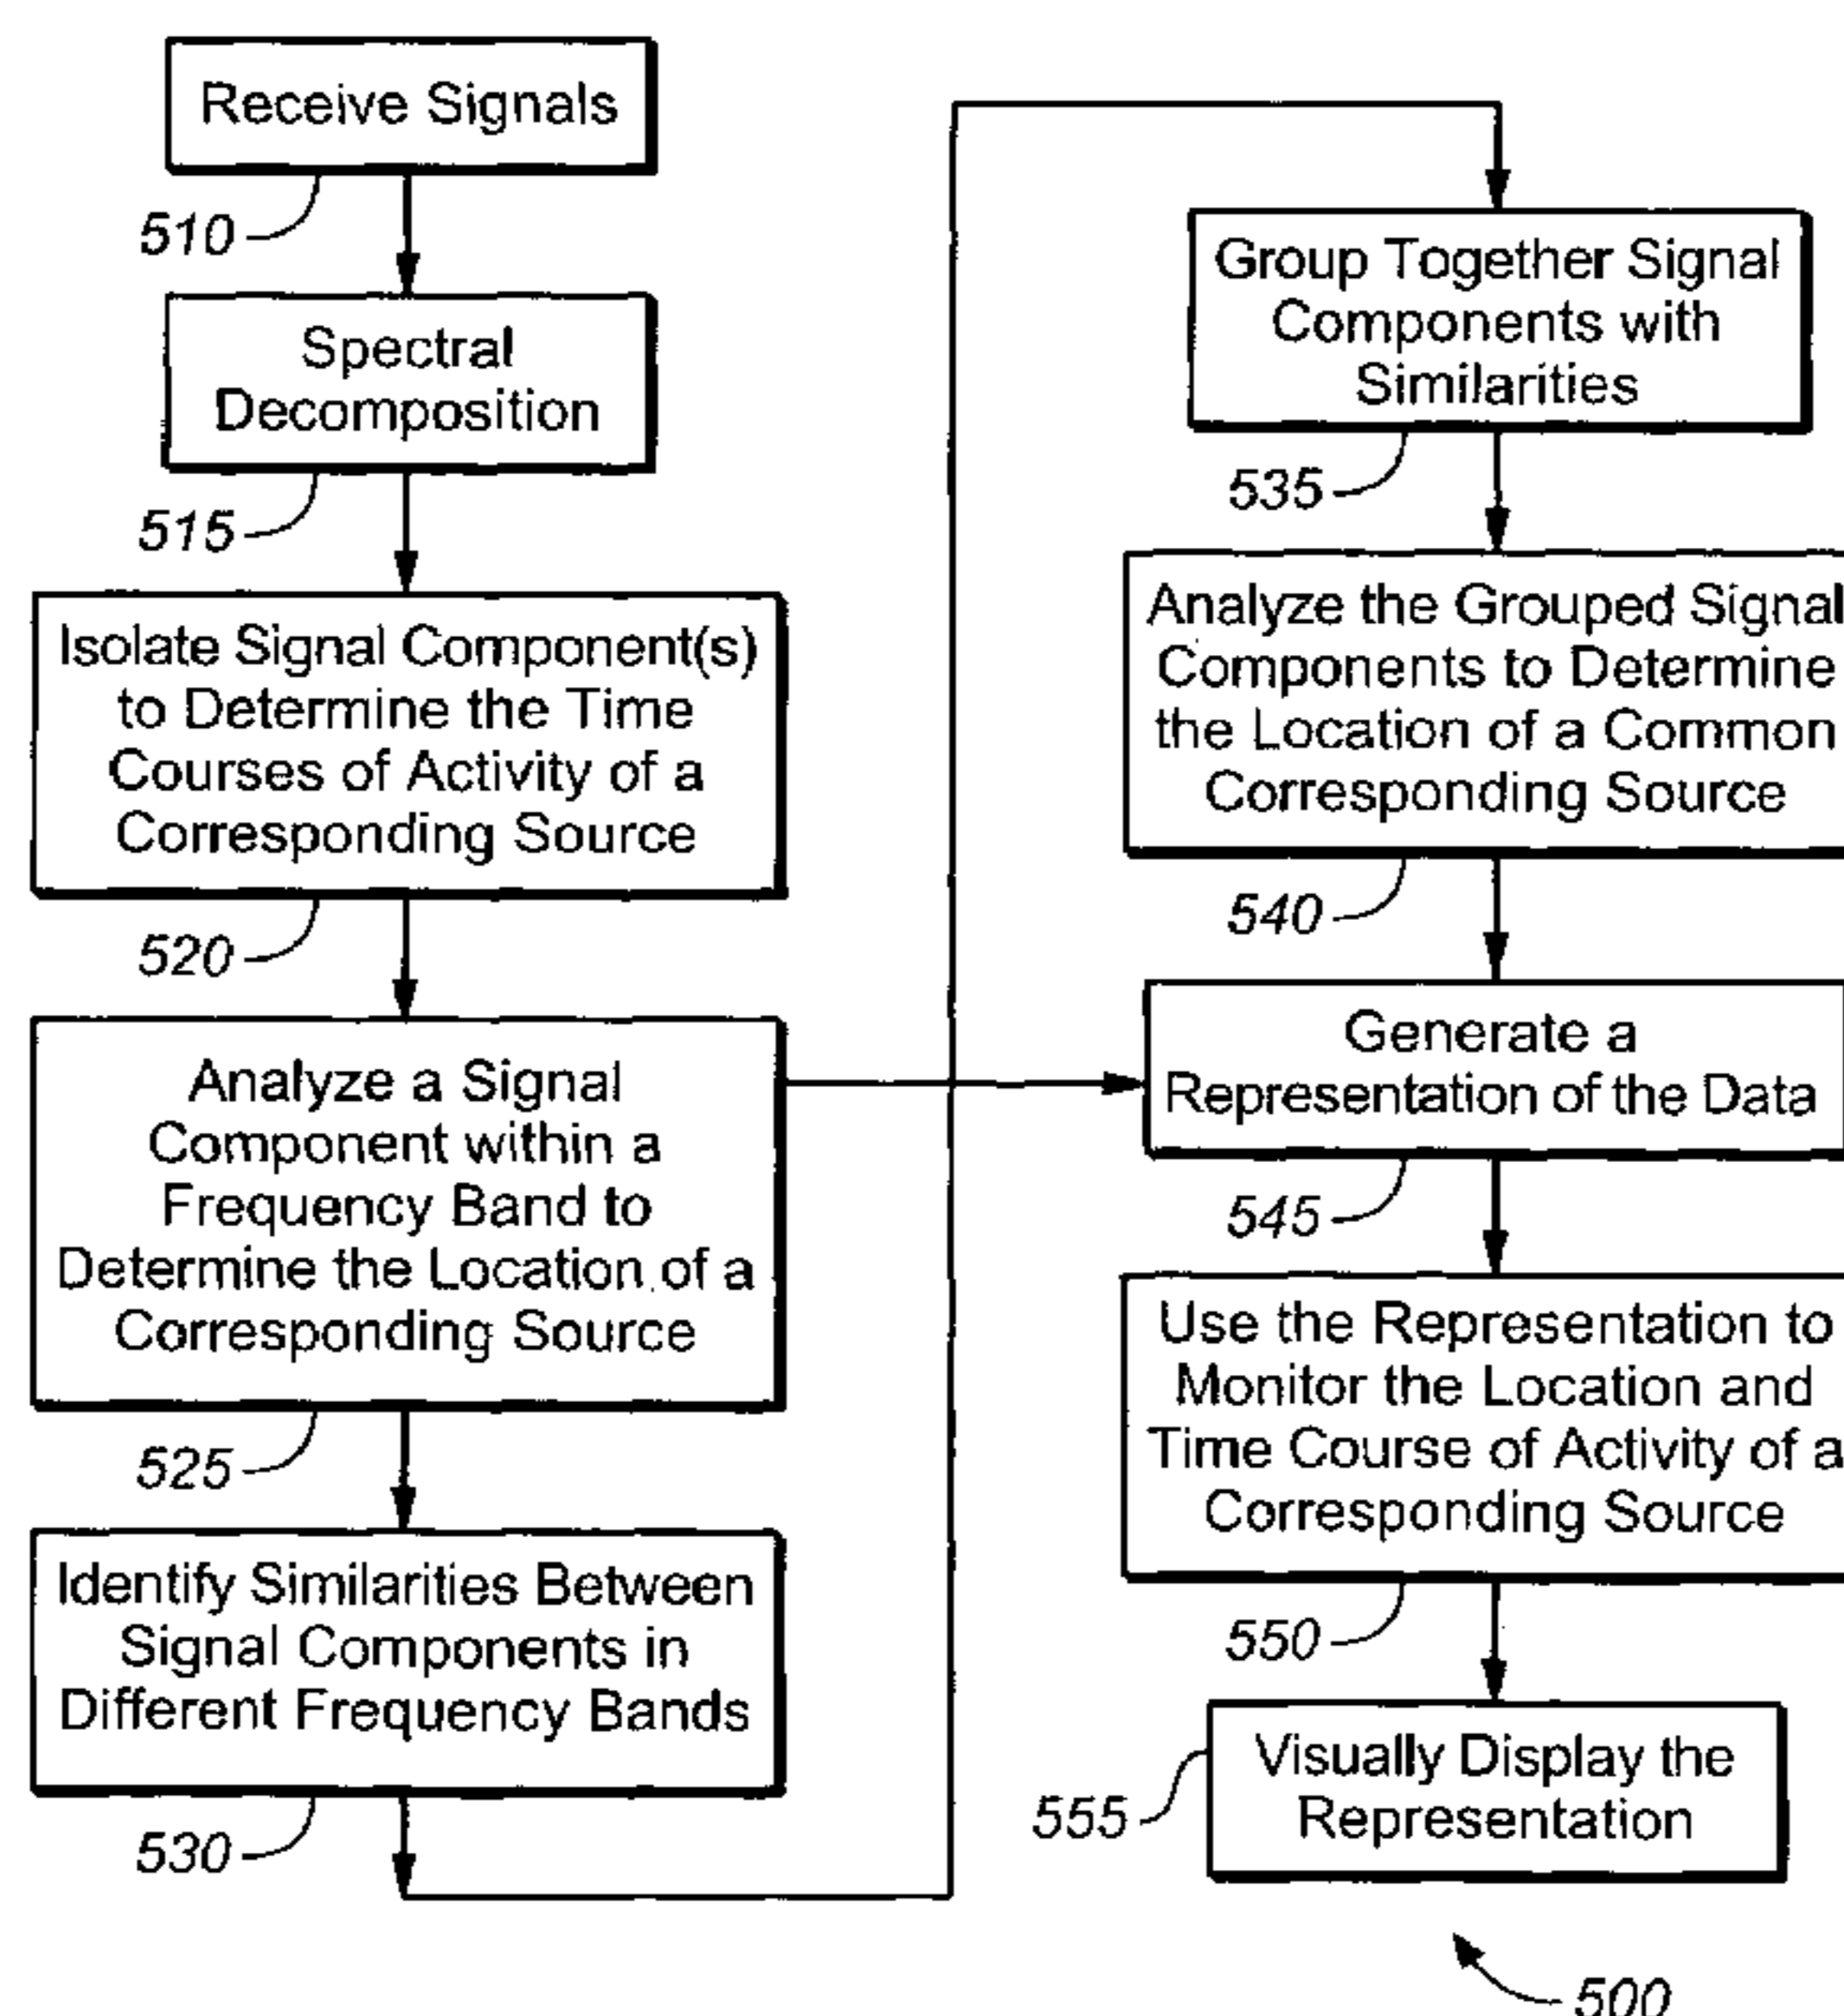 Receive Signals
510
Spectral
Decomposition
515
Isolate Signal Component(s)
to Determine the Time
Courses of Activity of a
Corresponding Source
520
Analyze a Signal
Component within a
Frequency Band to
Determine the Location of a
Corresponding Source
525
Identify Similarities Between
Signal Components in
Different Frequency Bands
530
Group Together Signal
Components with
Similarities
535
Analyze the Grouped Signal
Components to Determine
the Location of a Common
Corresponding Source
540
Generate a
Representation of the Data
545
Use the Representation to
Monitor the Location and
Time Course of Activity of a
Corresponding Source
550
Visually Display the
Representation
555
500